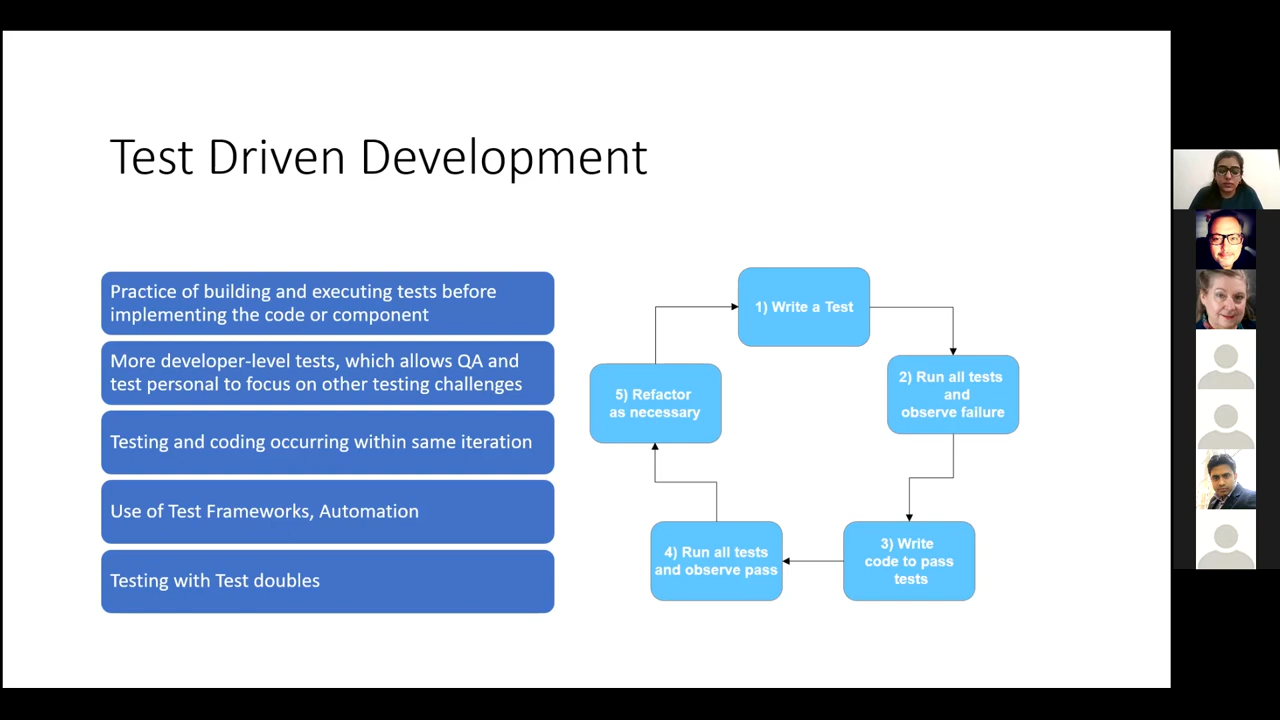 Test Driven Development
Practice of building and executing tests before
implementing the code or component
More developer-level tests, which allows QA and
test personal to focus on other testing challenges
Testing and coding occurring within same iteration
Use of Test Frameworks, Automation
Testing with Test doubles
1) Write a Test
2) Run all tests
and
observe failure
3) Write
code to pass
tests
4) Run all tests
and observe pass
5) Refactor
as necessary